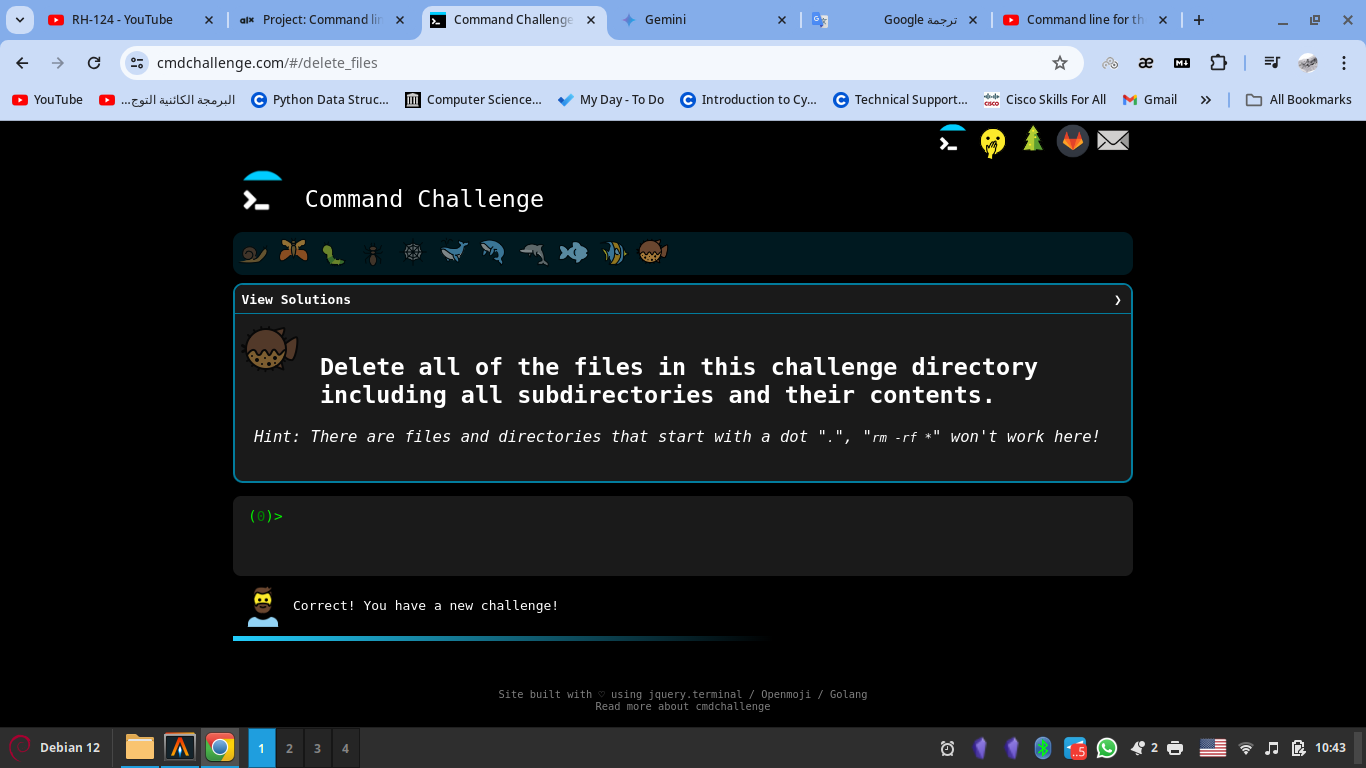 RH-124 - YouTube
Project: Command lin
Command Challenge
Gemini
ترجمة Google
Command line for th
cmdchallenge.com/#/delete_files
YouTube
البرمجة الكائنية التوج...
Python Data Struc...
Computer Science...
My Day - To Do
Introduction to Cy...
Technical Support...
Cisco Skills For All
Gmail
All Bookmarks
Command Challenge
View Solutions
Delete all of the files in this challenge directory
including all subdirectories and their contents.
Hint: There are files and directories that start with a dot ".", "rm -rf *" won't work here!
(0)>
Correct! You have a new challenge!
Site built with ♡ using jquery.terminal / Openmoji / Golang
Read more about cmdchallenge
Debian 12
1
2
3
4
2
10:43